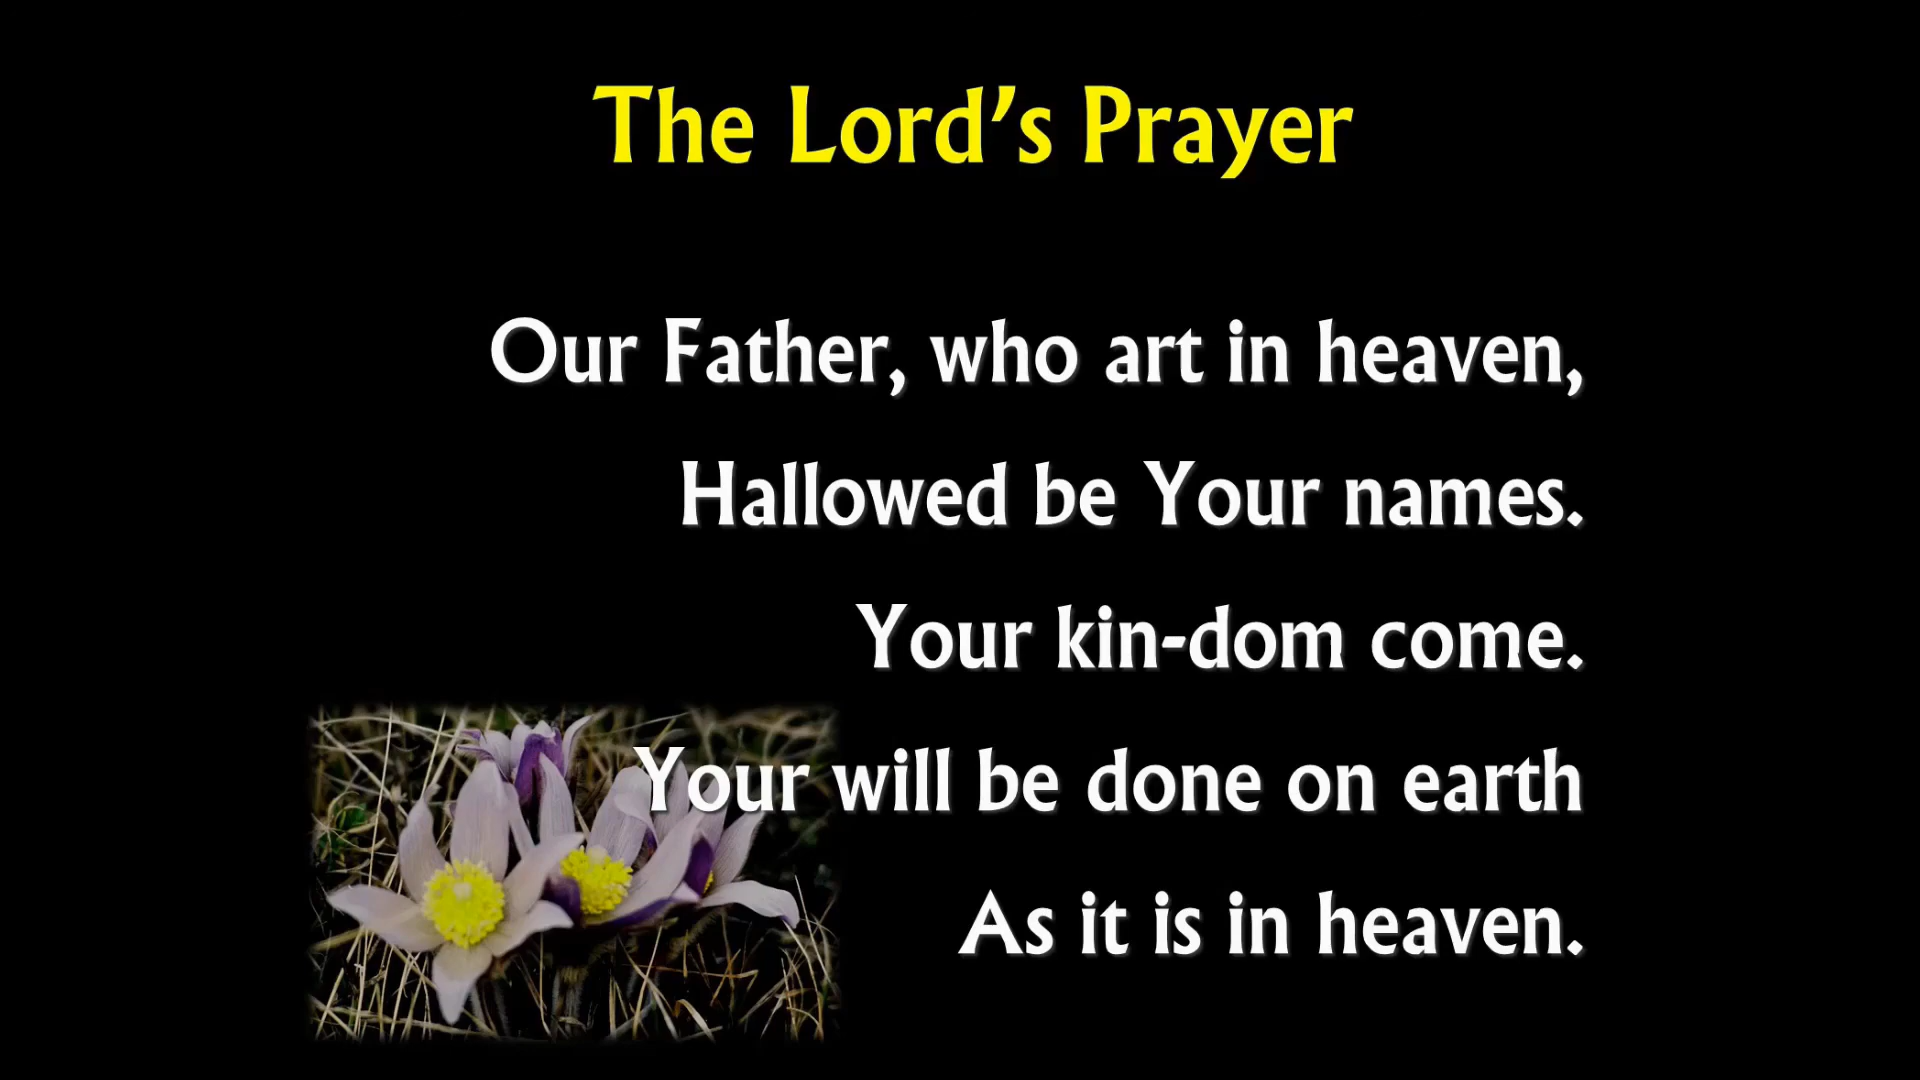 The Lord’s Prayer
Our Father, who art in heaven,
Hallowed be Your names.
Your kin-dom come.
Your will be done on earth
As it is in heaven.